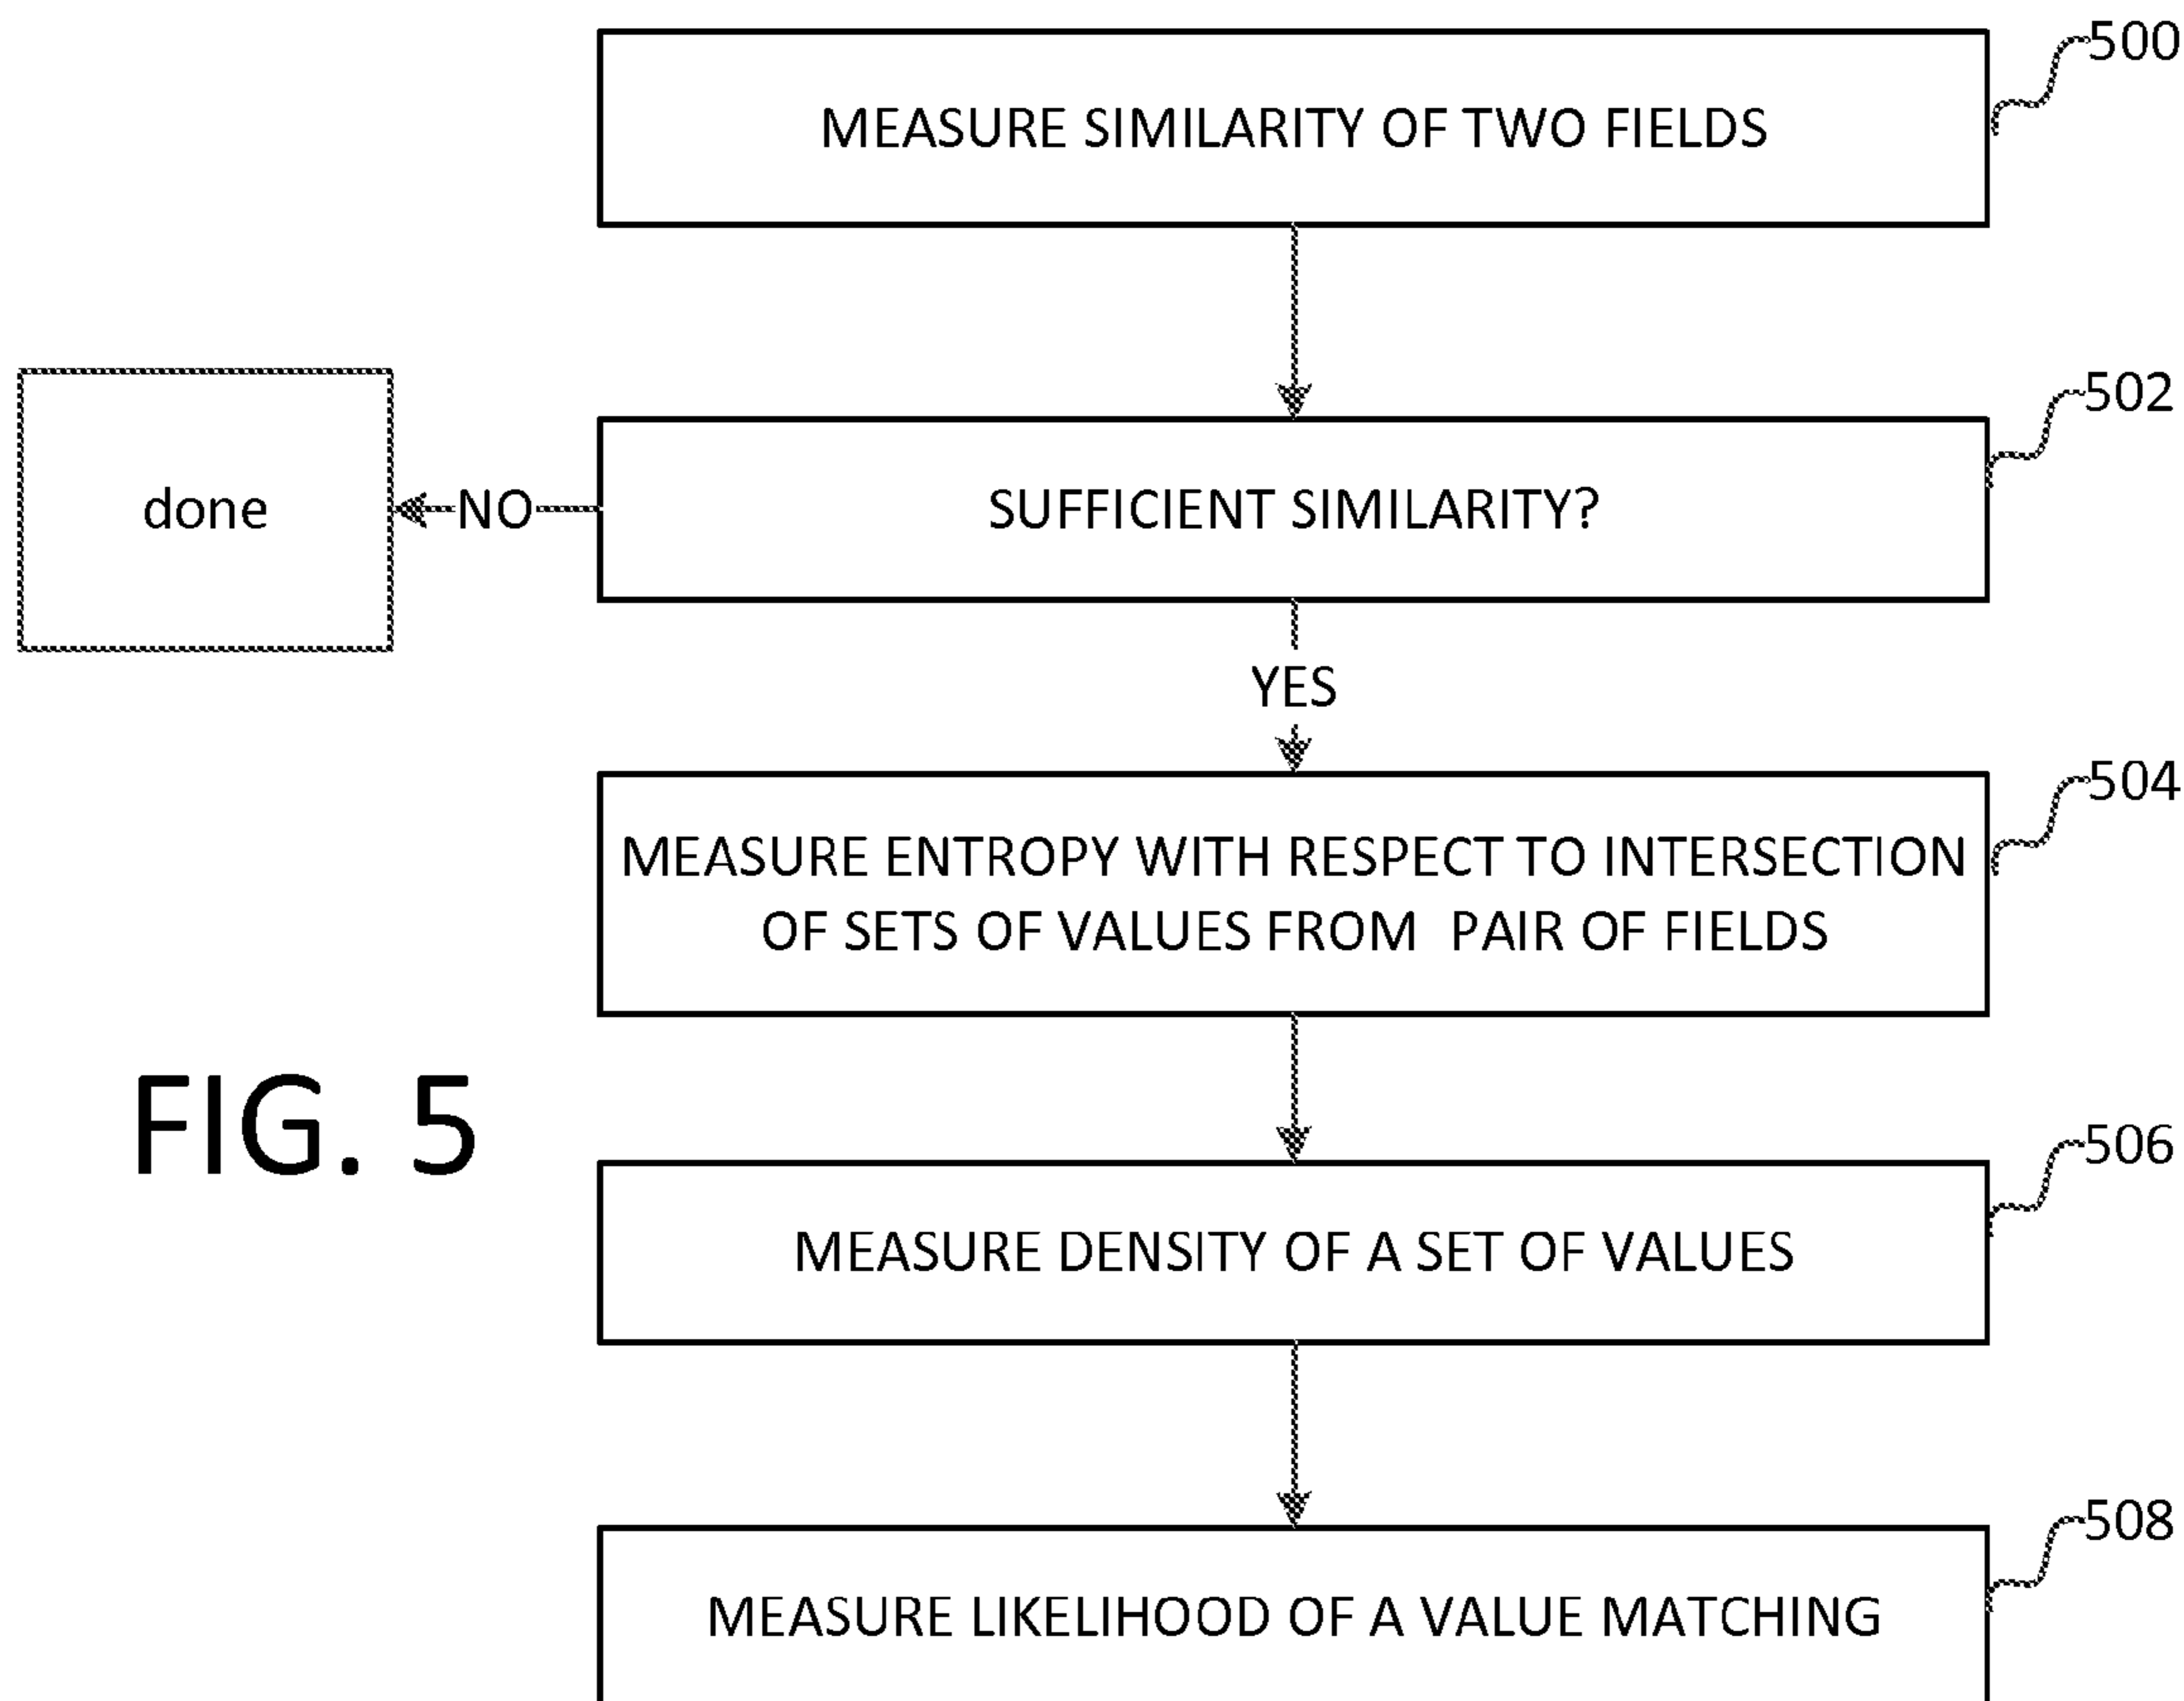 500
MEASURE SIMILARITY OF TWO FIELDS
502
done
NO
SUFFICIENT SIMILARITY?
YES
504
MEASURE ENTROPY WITH RESPECT TO INTERSECTION
OF SETS OF VALUES FROM PAIR OF FIELDS
FIG. 5
506
MEASURE DENSITY OF A SET OF VALUES
508
MEASURE LIKELIHOOD OF A VALUE MATCHING